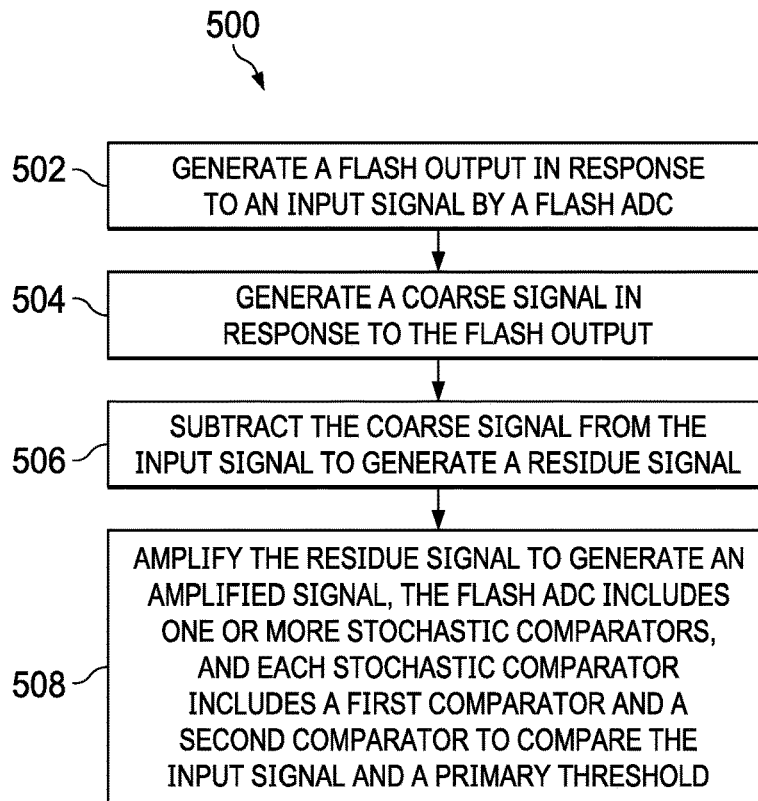 500
502
GENERATE A FLASH OUTPUT IN RESPONSE
TO AN INPUT SIGNAL BY A FLASH ADC
504
GENERATE A COARSE SIGNAL IN
RESPONSE TO THE FLASH OUTPUT
506
SUBTRACT THE COARSE SIGNAL FROM THE
INPUT SIGNAL TO GENERATE A RESIDUE SIGNAL
508
AMPLIFY THE RESIDUE SIGNAL TO GENERATE AN
AMPLIFIED SIGNAL, THE FLASH ADC INCLUDES
ONE OR MORE STOCHASTIC COMPARATORS,
AND EACH STOCHASTIC COMPARATOR
INCLUDES A FIRST COMPARATOR AND A
SECOND COMPARATOR TO COMPARE THE
INPUT SIGNAL AND A PRIMARY THRESHOLD